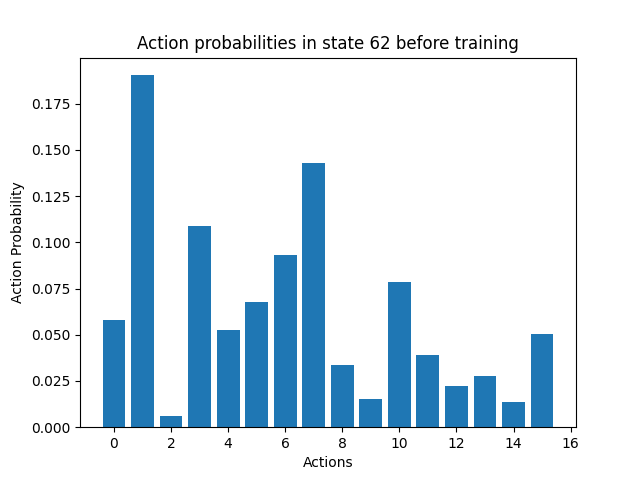 Action probabilities in state 62 before training
0.175
0.150
0.125
0.100
0.075
0.050
0.025
0.000
Action Probability
0 2 4 6 8 10 12 14 16
Actions